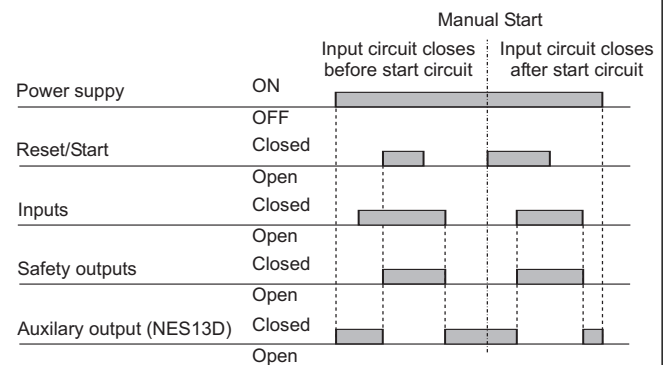 Manual Start
Input circuit closes
before start circuit
Input circuit closes
after start circuit
Power suppy
ON
OFF
Reset/Start
Closed
Open
Inputs
Closed
Open
Safety outputs
Closed
Open
Auxilary output (NES13D)
Closed
Open